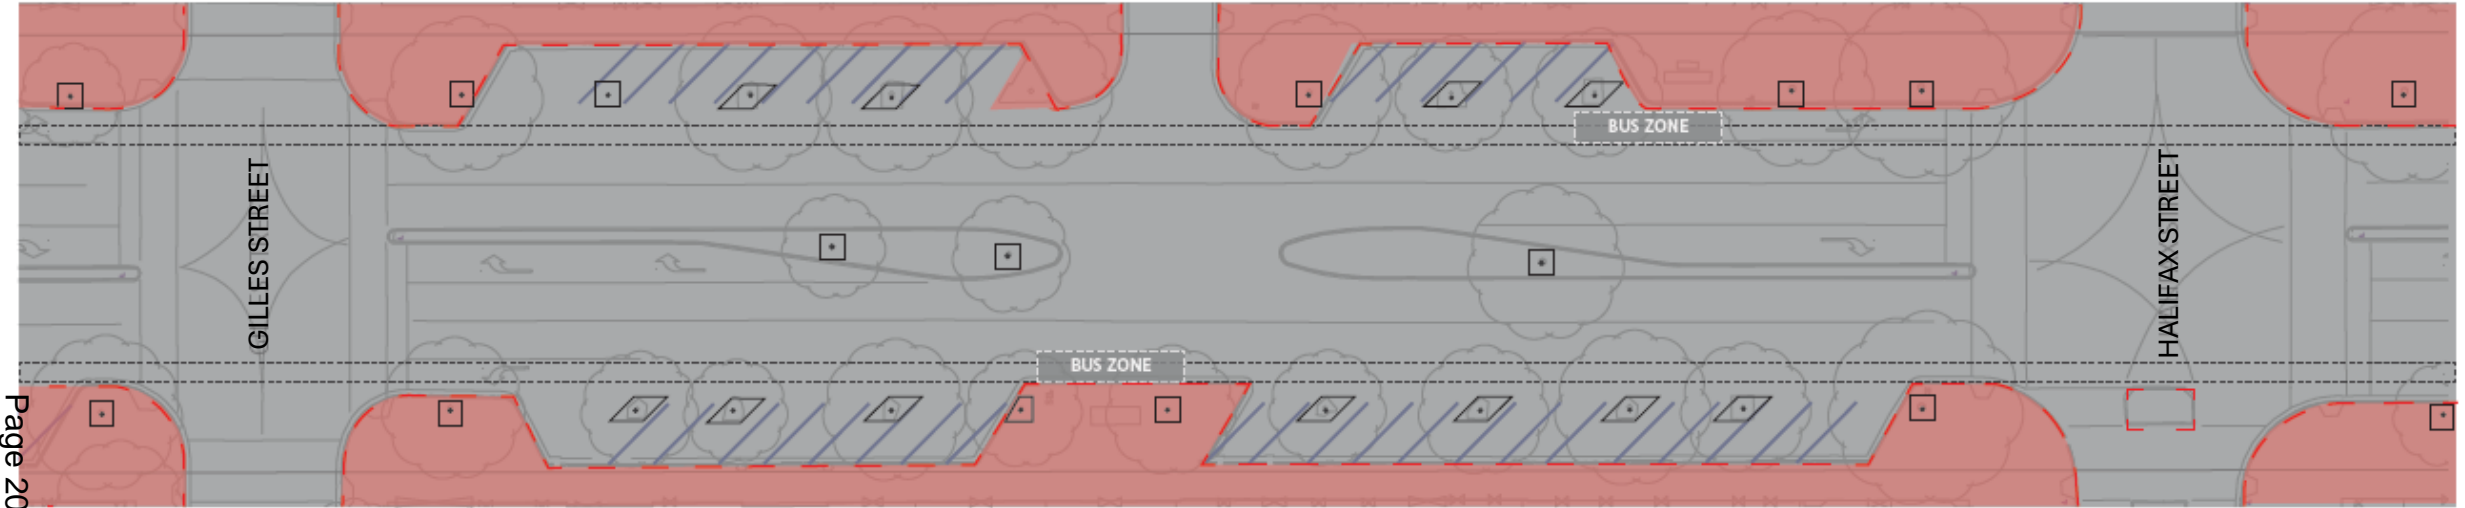 BUS ZONE
GILLES STREET
HALIFAX STREET
BUS ZONE
Page 20